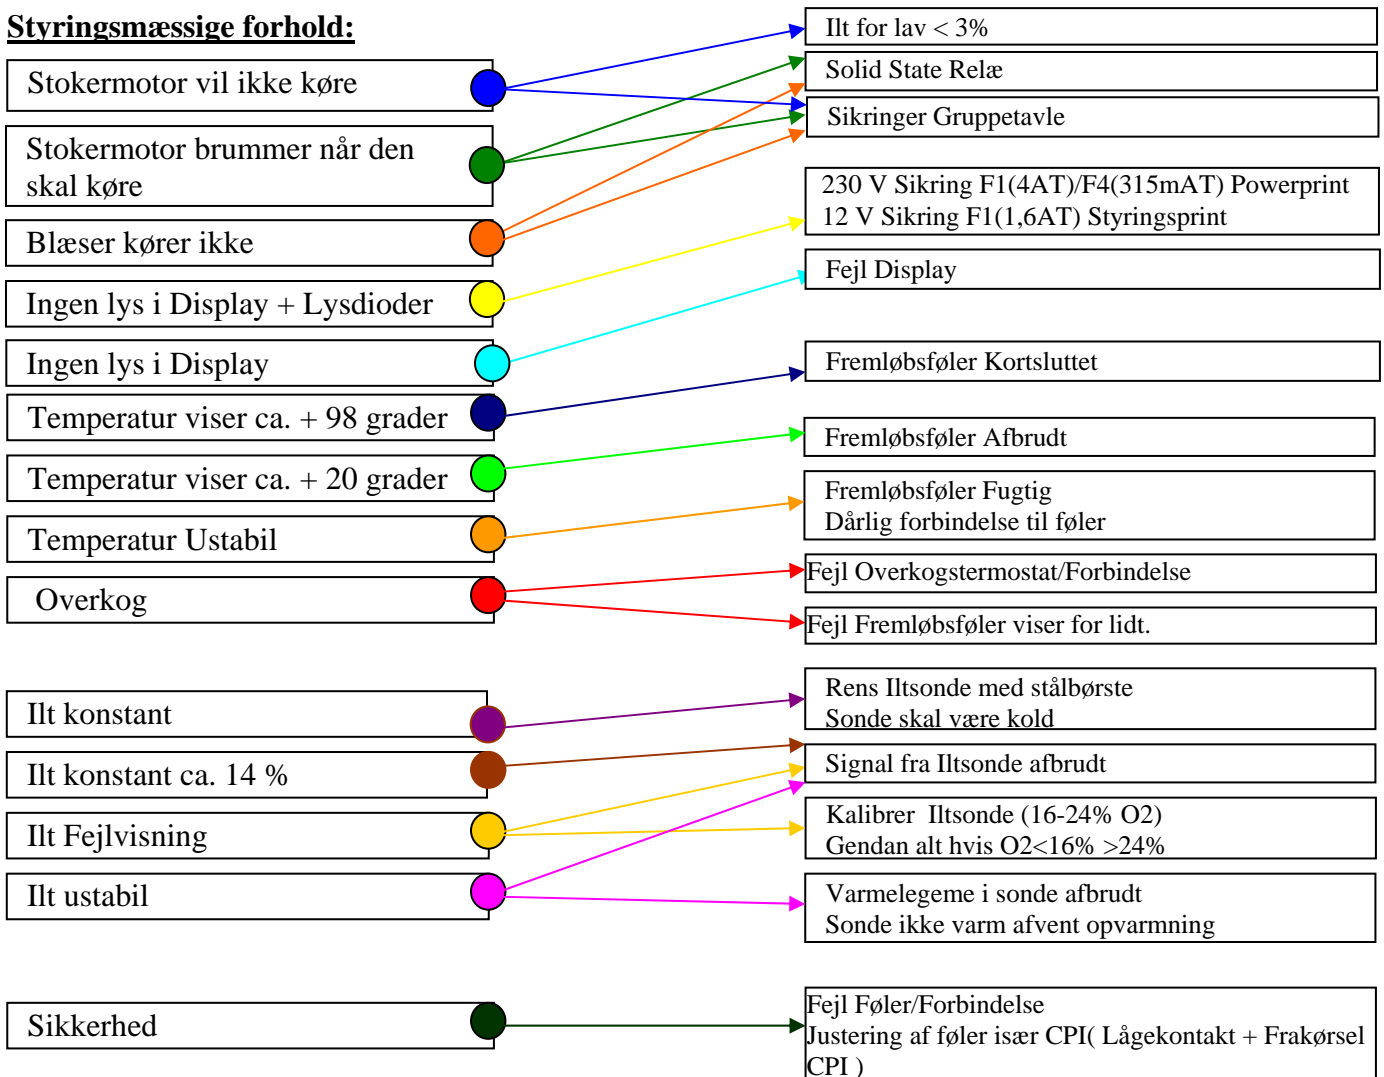 Styringsmæssige forhold:
Stokermotor vil ikke køre
Stokermotor brummer når den
skal køre
Blæser kører ikke
Ingen lys i Display + Lysdioder
Ingen lys i Display
Temperatur viser ca. + 98 grader
Temperatur viser ca. + 20 grader
Temperatur Ustabil
Overkog
Ilt konstant
Ilt konstant ca. 14 %
Ilt Fejlvisning
Ilt ustabil
Sikkerhed
Ilt for lav < 3%
Solid State Relæ
Sikringer Gruppetavle
230 V Sikring F1(4AT)/F4(315mAT) Powerprint
12 V Sikring F1(1,6AT) Styringsprint
Fejl Display
Fremløbsføler Kortsluttet
Fremløbsføler Afbrudt
Fremløbsføler Fugtig
Dårlig forbindelse til føler
Fejl Overkogstermostat/Forbindelse
Fejl Fremløbsføler viser for lidt.
Rens Iltsonde med stålbørste
Sonde skal være kold
Signal fra Iltsonde afbrudt
Kalibrer Iltsonde (16-24% O2)
Gendan alt hvis O2<16% >24%
Varmelegeme i sonde afbrudt
Sonde ikke varm afvent opvarmning
Fejl Føler/Forbindelse
Justering af føler især CPI( Lågekontakt + Frakørsel
CPI )